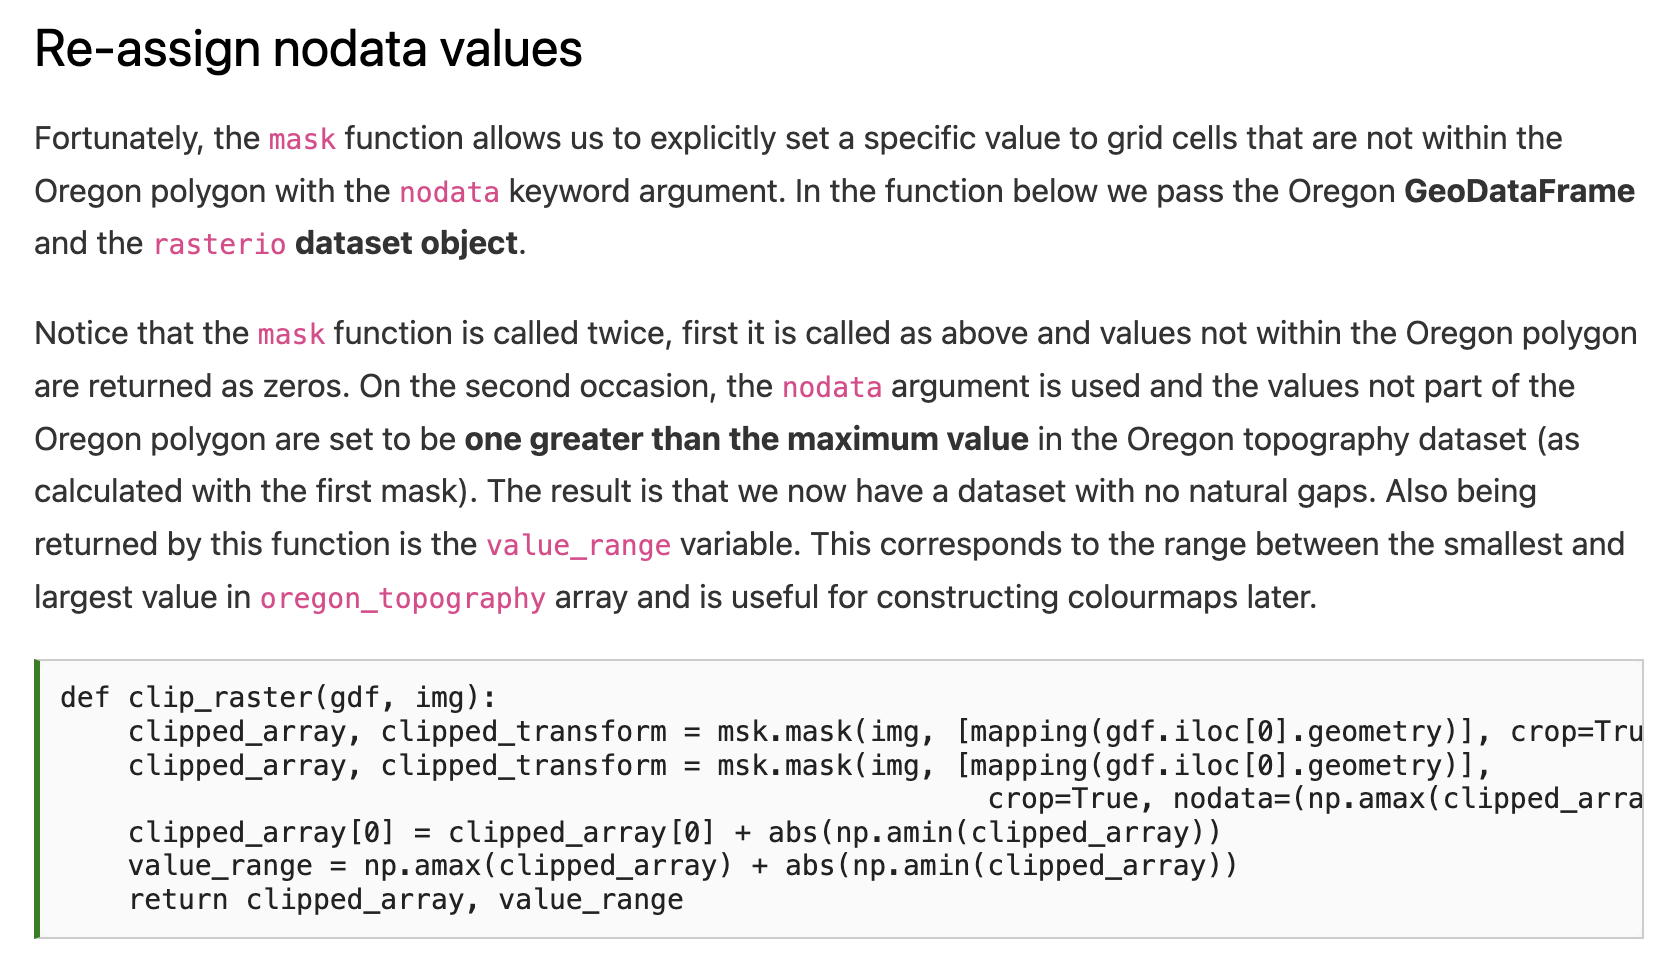 Re-assign nodata values
Fortunately, the mask function allows us to explicitly set a specific value to grid cells that are not within the
Oregon polygon with the nodata keyword argument. In the function below we pass the Oregon GeoDataFrame
and the rasterio dataset object.
Notice that the mask function is called twice, first it is called as above and values not within the Oregon polygon
are returned as zeros. On the second occasion, the nodata argument is used and the values not part of the
Oregon polygon are set to be one greater than the maximum value in the Oregon topography dataset (as
calculated with the first mask). The result is that we now have a dataset with no natural gaps. Also being
returned by this function is the value_range variable. This corresponds to the range between the smallest and
largest value in oregon_topography array and is useful for constructing colourmaps later.
def clip_raster(gdf, img):
    clipped_array, clipped_transform = msk.mask(img, [mapping(gdf.iloc[0].geometry)], crop=Tru
    clipped_array, clipped_transform = msk.mask(img, [mapping(gdf.iloc[0].geometry)],
                                                       crop=True, nodata=(np.amax(clipped_arra
    clipped_array[0] = clipped_array[0] + abs(np.amin(clipped_array))
    value_range = np.amax(clipped_array) + abs(np.amin(clipped_array))
    return clipped_array, value_range